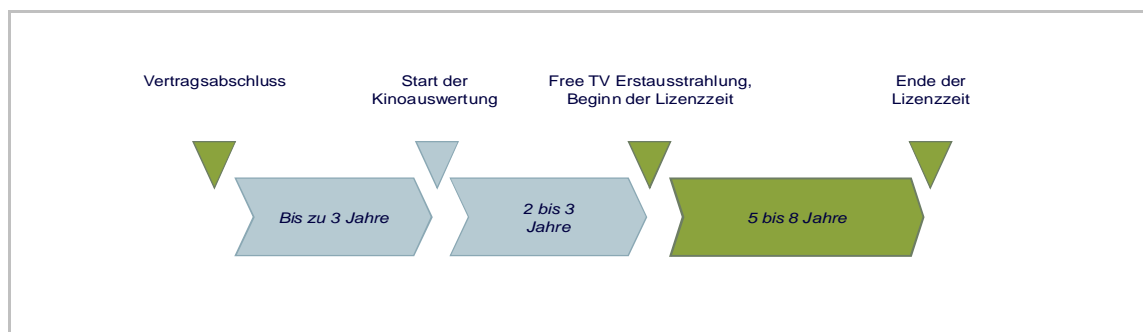 Vertragsabschluss
Start der
Kinoauswertung
Free TV Erstausstrahlung,
Beginn der Lizenzzeit
Ende der
Lizenzzeit
Bis zu 3 Jahre
2 bis 3
Jahre
5 bis 8 Jahre